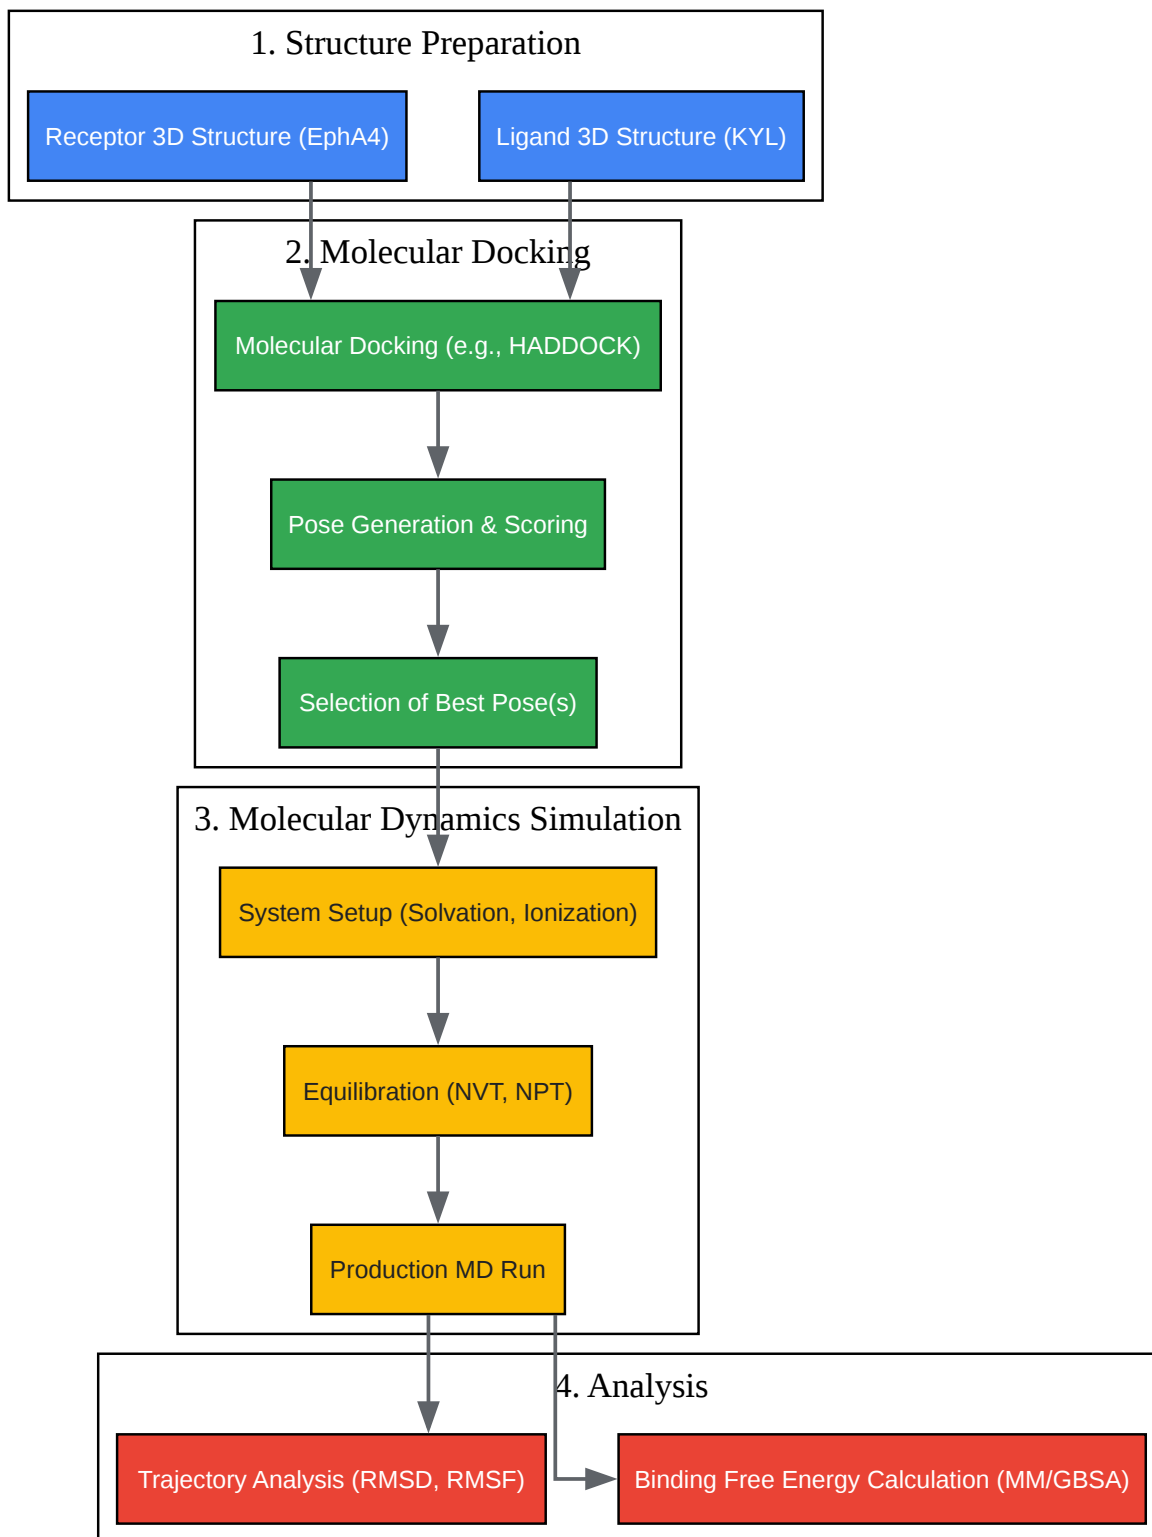 1. Structure Preparation
Receptor 3D Structure (EphA4)
Ligand 3D Structure (KYL)
2. Molecular Docking
Molecular Docking (e.g., HADDOCK)
Pose Generation & Scoring
Selection of Best Pose(s)
3. Molecular Dynamics Simulation
System Setup (Solvation, Ionization)
Equilibration (NVT, NPT)
Production MD Run
4. Analysis
Trajectory Analysis (RMSD, RMSF)
Binding Free Energy Calculation (MM/GBSA)